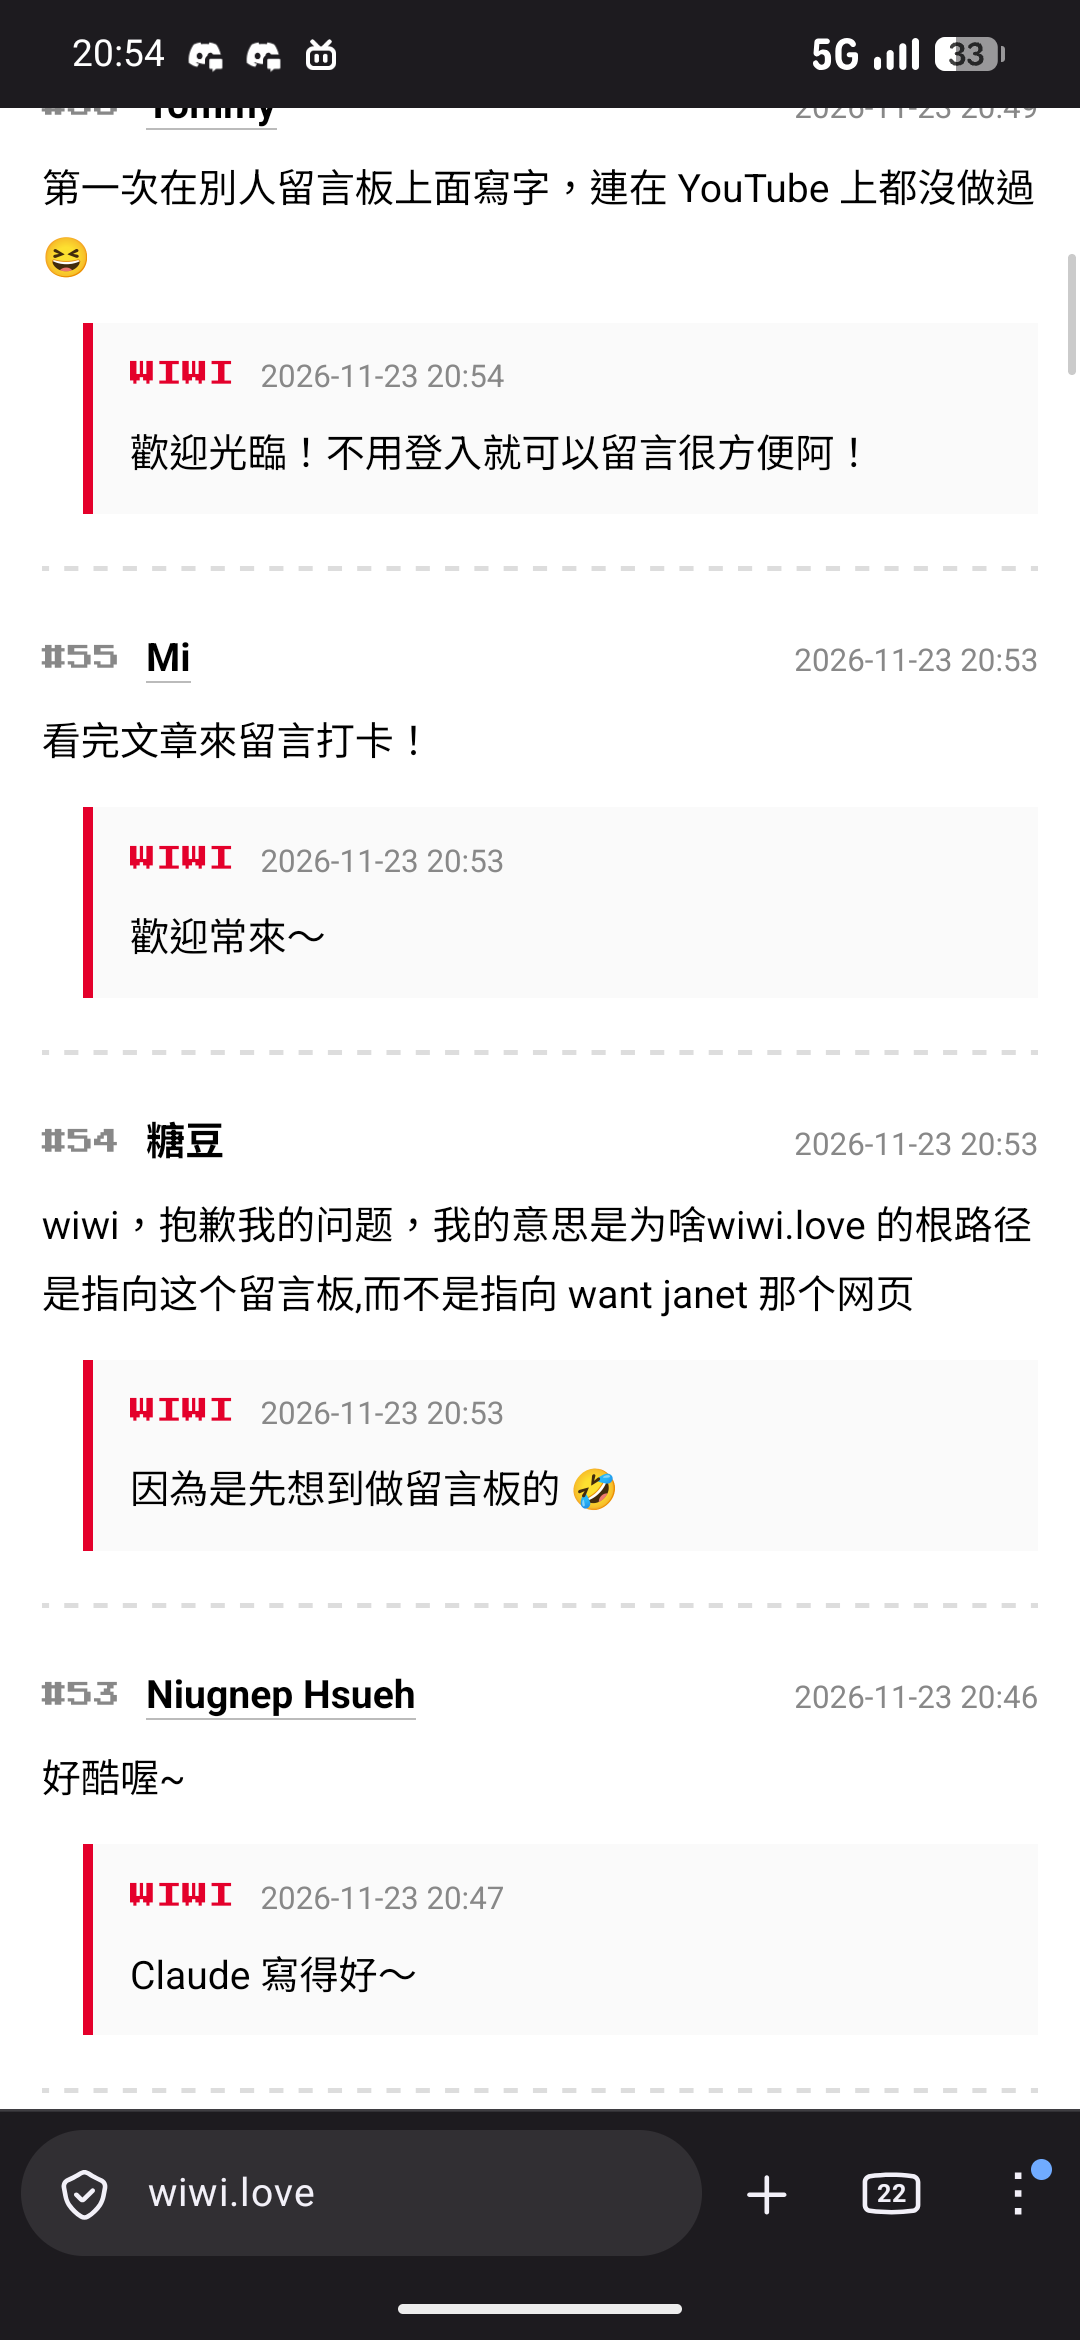 20:54 5G 33
Tommy 2026-11-23 20:49
第一次在別人留言板上面寫字，連在 YouTube 上都沒做過
😆
WIWI 2026-11-23 20:54
歡迎光臨！不用登入就可以留言很方便阿！
#55 Mi 2026-11-23 20:53
看完文章來留言打卡！
WIWI 2026-11-23 20:53
歡迎常來～
#54 糖豆 2026-11-23 20:53
wiwi，抱歉我的问题，我的意思是为啥wiwi.love 的根路径
是指向这个留言板,而不是指向 want janet 那个网页
WIWI 2026-11-23 20:53
因為是先想到做留言板的 🤣
#53 Niugnep Hsueh 2026-11-23 20:46
好酷喔~
WIWI 2026-11-23 20:47
Claude 寫得好～
wiwi.love 22